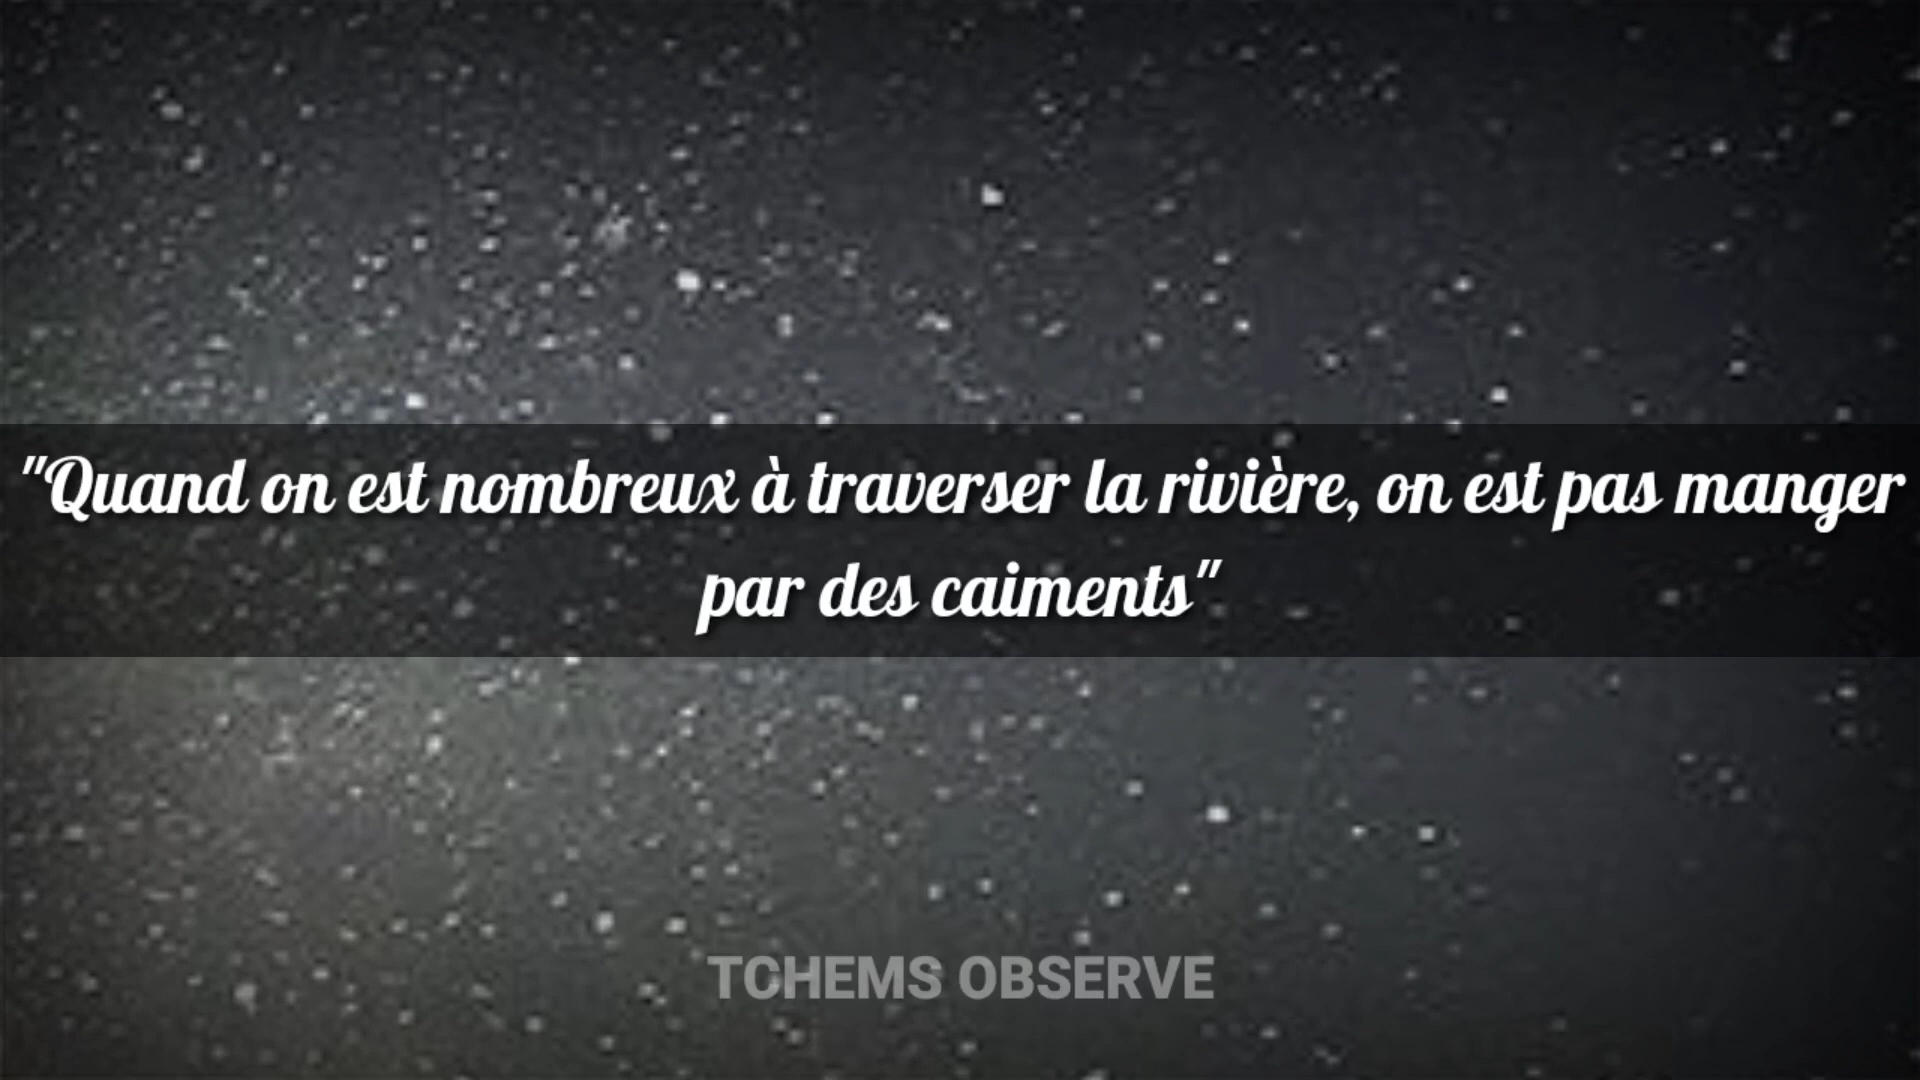 "Quand on est nombreux à traverser la rivière, on est pas manger
par des caiments"
TCHEMS OBSERVE